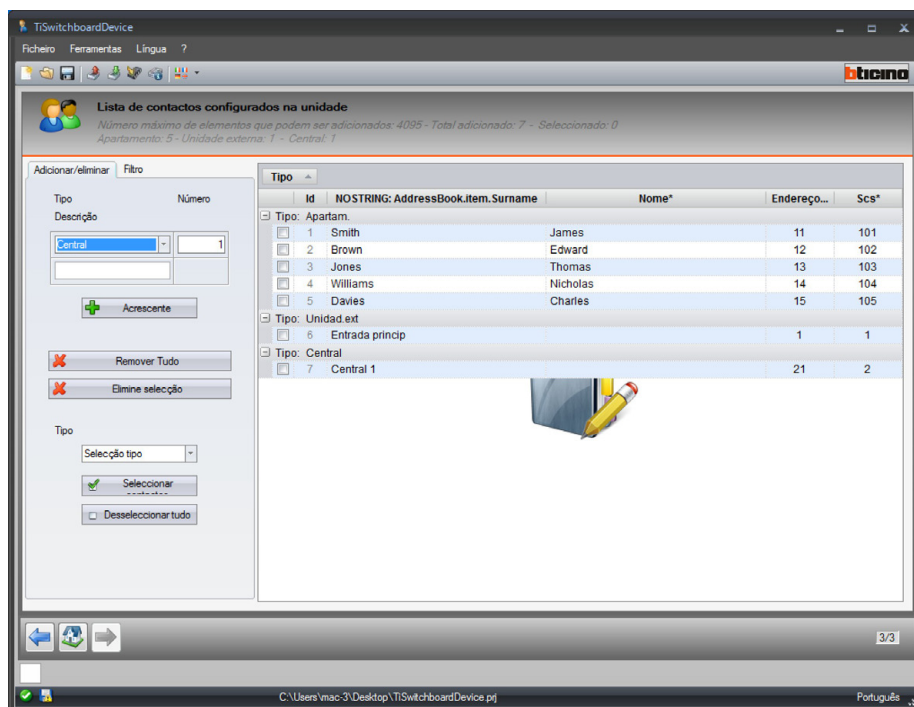 TiSwitchboardDevice
Ficheiro Ferramentas Língua ?
bticino
Lista de contactos configurados na unidade
Número máximo de elementos que podem ser adicionados: 4095 - Total adicionado: 7 - Seleccionado: 0
Apartamento: 5 - Unidade externa: 1 - Central: 1
Adicionar/eliminar Filtro
Tipo Número
Descrição
Central 1
Acrescente
Remover Tudo
Elimine selecção
Tipo
Selecção tipo
Seleccionar
Desseleccionar tudo
Tipo
Id NOSTRING: AddressBook.item.Surname Nome* Endereço... Scs*
Tipo: Apartam.
1 Smith James 11 101
2 Brown Edward 12 102
3 Jones Thomas 13 103
4 Williams Nicholas 14 104
5 Davies Charles 15 105
Tipo: Unidad.ext
6 Entrada princip 1 1
Tipo: Central
7 Central 1 21 2
3/3
C:\Users\mac-3\Desktop\TiSwitchboardDevice.prj Português